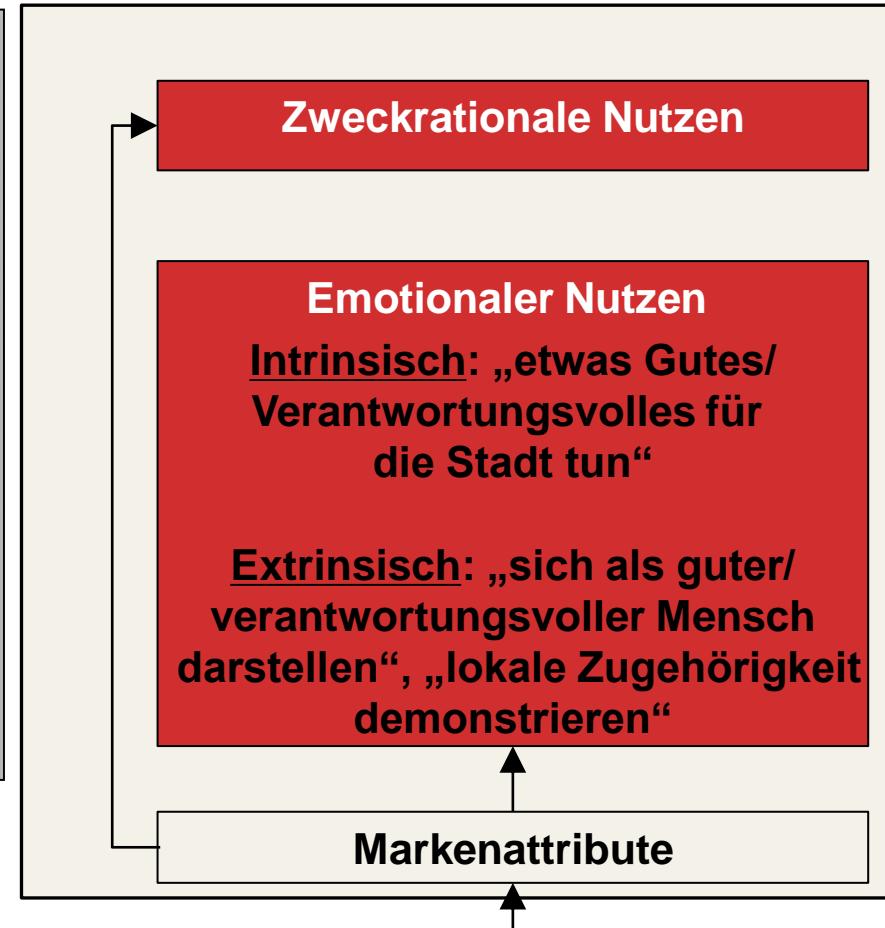 Zweckrationale Nutzen
Emotionaler Nutzen
Intrinsisch: „etwas Gutes/
Verantwortungsvolles für
die Stadt tun“
Extrinsisch: „sich als guter/
verantwortungsvoller Mensch
darstellen“, „lokale Zugehörigkeit
demonstrieren“
Markenattribute